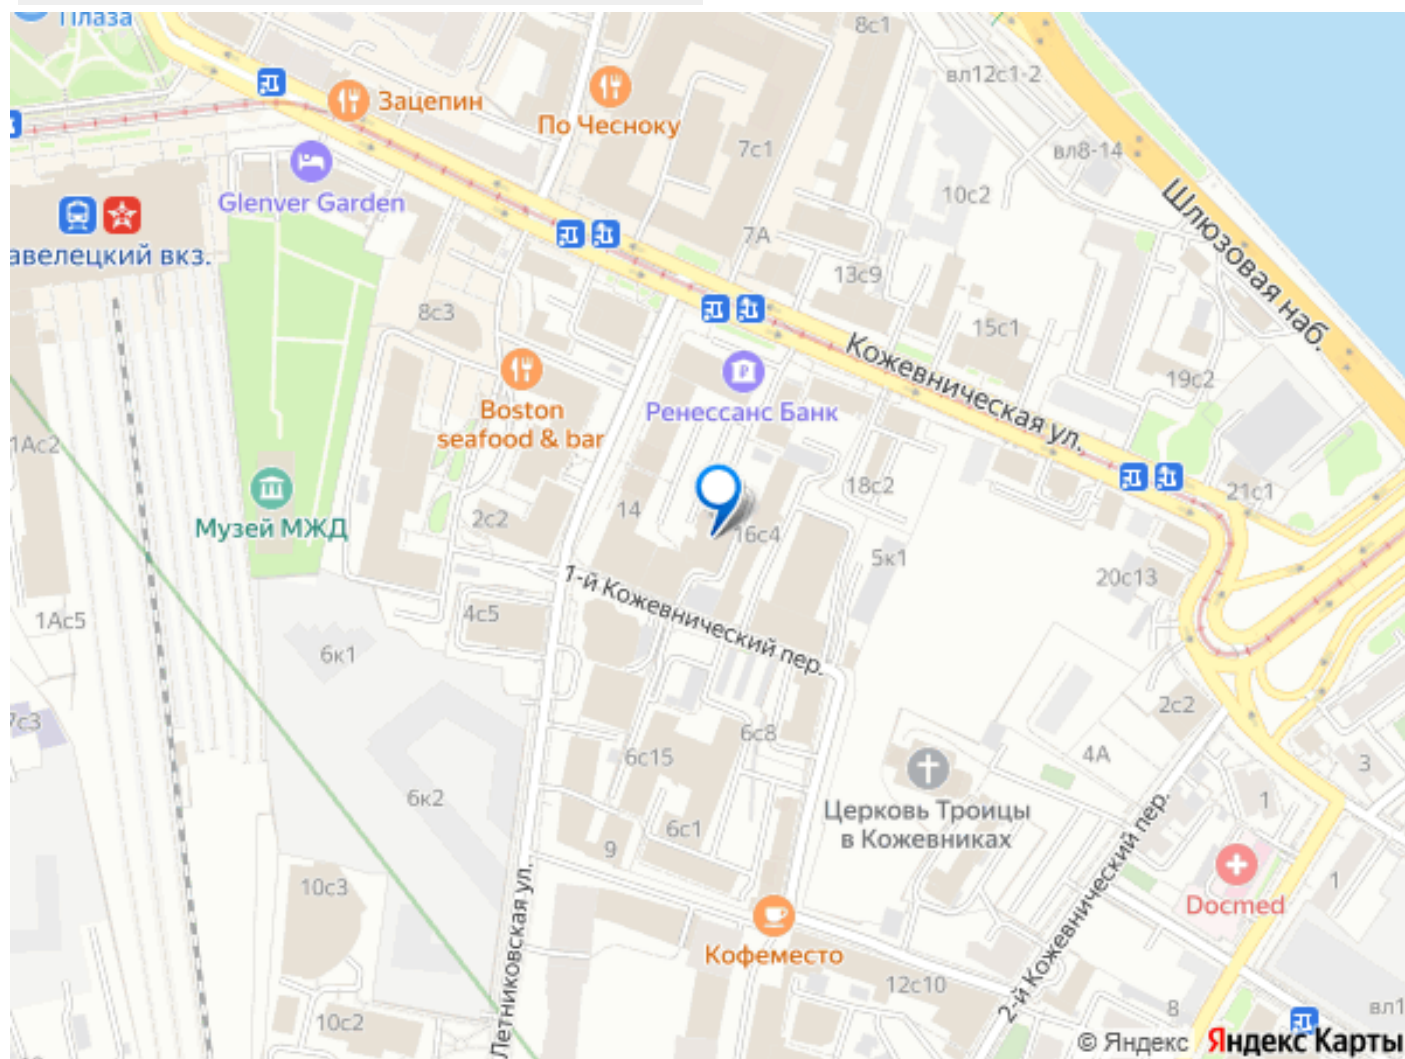 Плаза
8с1
вл12с1-2
Зацепин
По Чесноку
7с1
вл8-14
10с2
Шлюзовая наб.
Glenver Garden
7А
авелецкий вкз.
13с9
8с3
15с1
Кожевническая ул.
19с2
Boston
seafood & bar
Ренессанс Банк
1Ас2
18с2
21с1
Музей МЖД
2с2
14
16с4
5к1
20с13
1-й Кожевнический пер.
1Ас5
4с5
6к1
7с3
2с2
6с15
6с8
4А
3
6к2
Церковь Троицы
в Кожевниках
1
6с1
9
10с3
Летниковская ул.
2-й Кожевнический пер.
Docmed
1
Кофеместо
12с10
10с2
8
вл1
© Яндекс Яндекс Карты